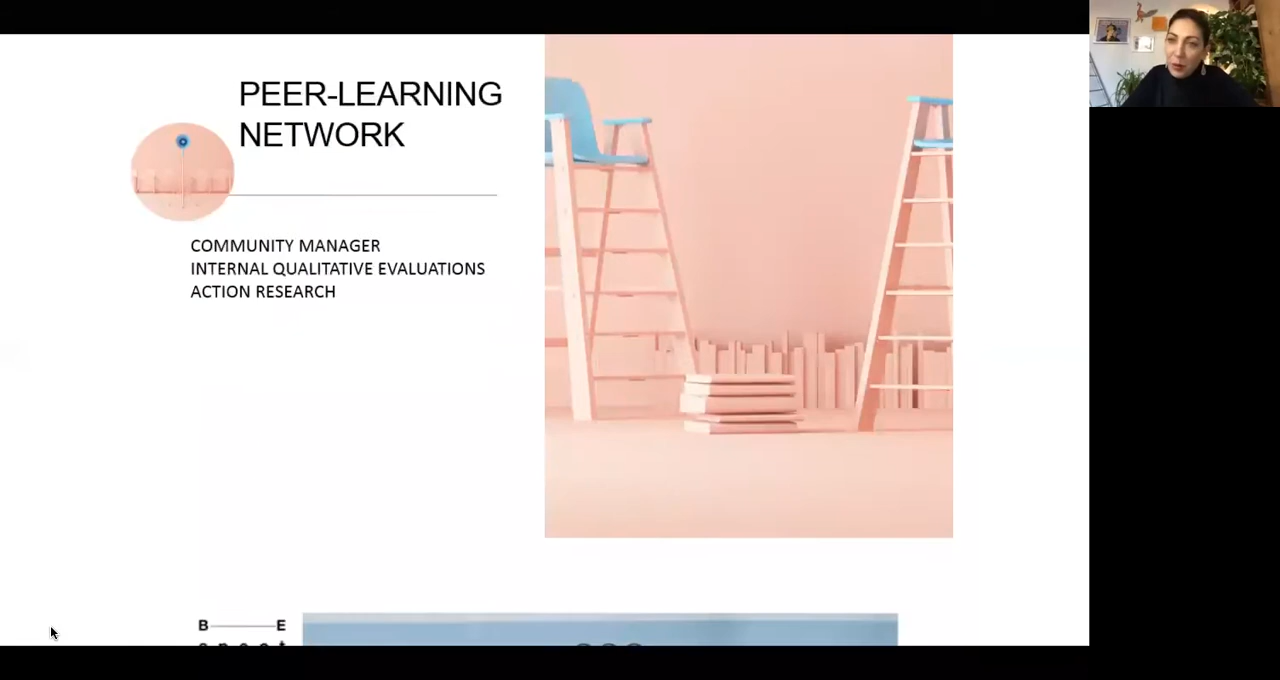 PEER-LEARNING
NETWORK
COMMUNITY MANAGER
INTERNAL QUALITATIVE EVALUATIONS
ACTION RESEARCH
B E